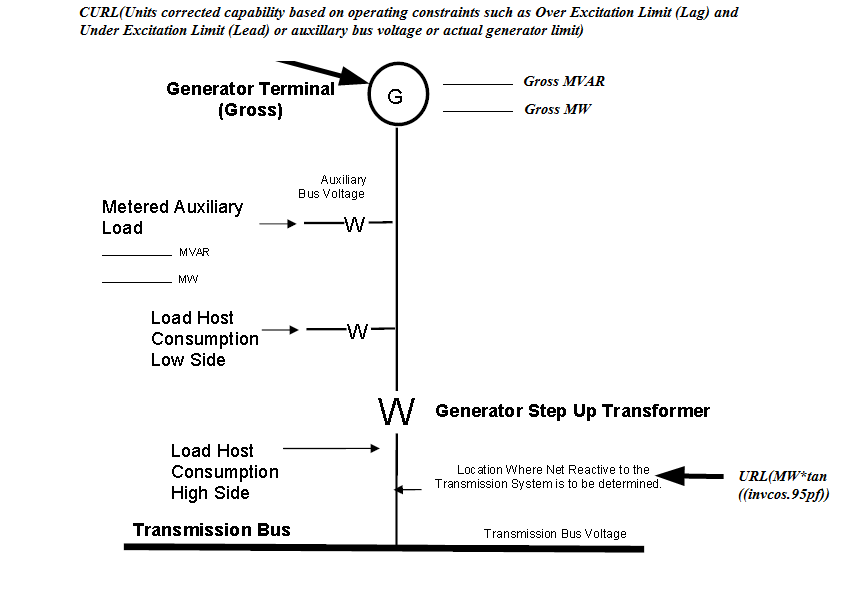 CURL(Units corrected capability based on operating constraints such as Over Excitation Limit (Lag) and
Under Excitation Limit (Lead) or auxillary bus voltage or actual generator limit)
Generator Terminal
(Gross)
G
Gross MVAR
Gross MW
Auxiliary
Bus Voltage
Metered Auxiliary
Load
W
MVAR
MW
Load Host
Consumption
Low Side
W
W
Generator Step Up Transformer
Load Host
Consumption
High Side
Location Where Net Reactive to the
Transmission System is to be determined.
URL(MW*tan
((invcos.95pf))
Transmission Bus
Transmission Bus Voltage